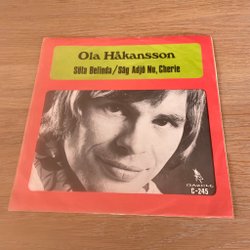 Ola Håkansson
Söta Belinda/Säg Adjö Nu, Cherie
C-245